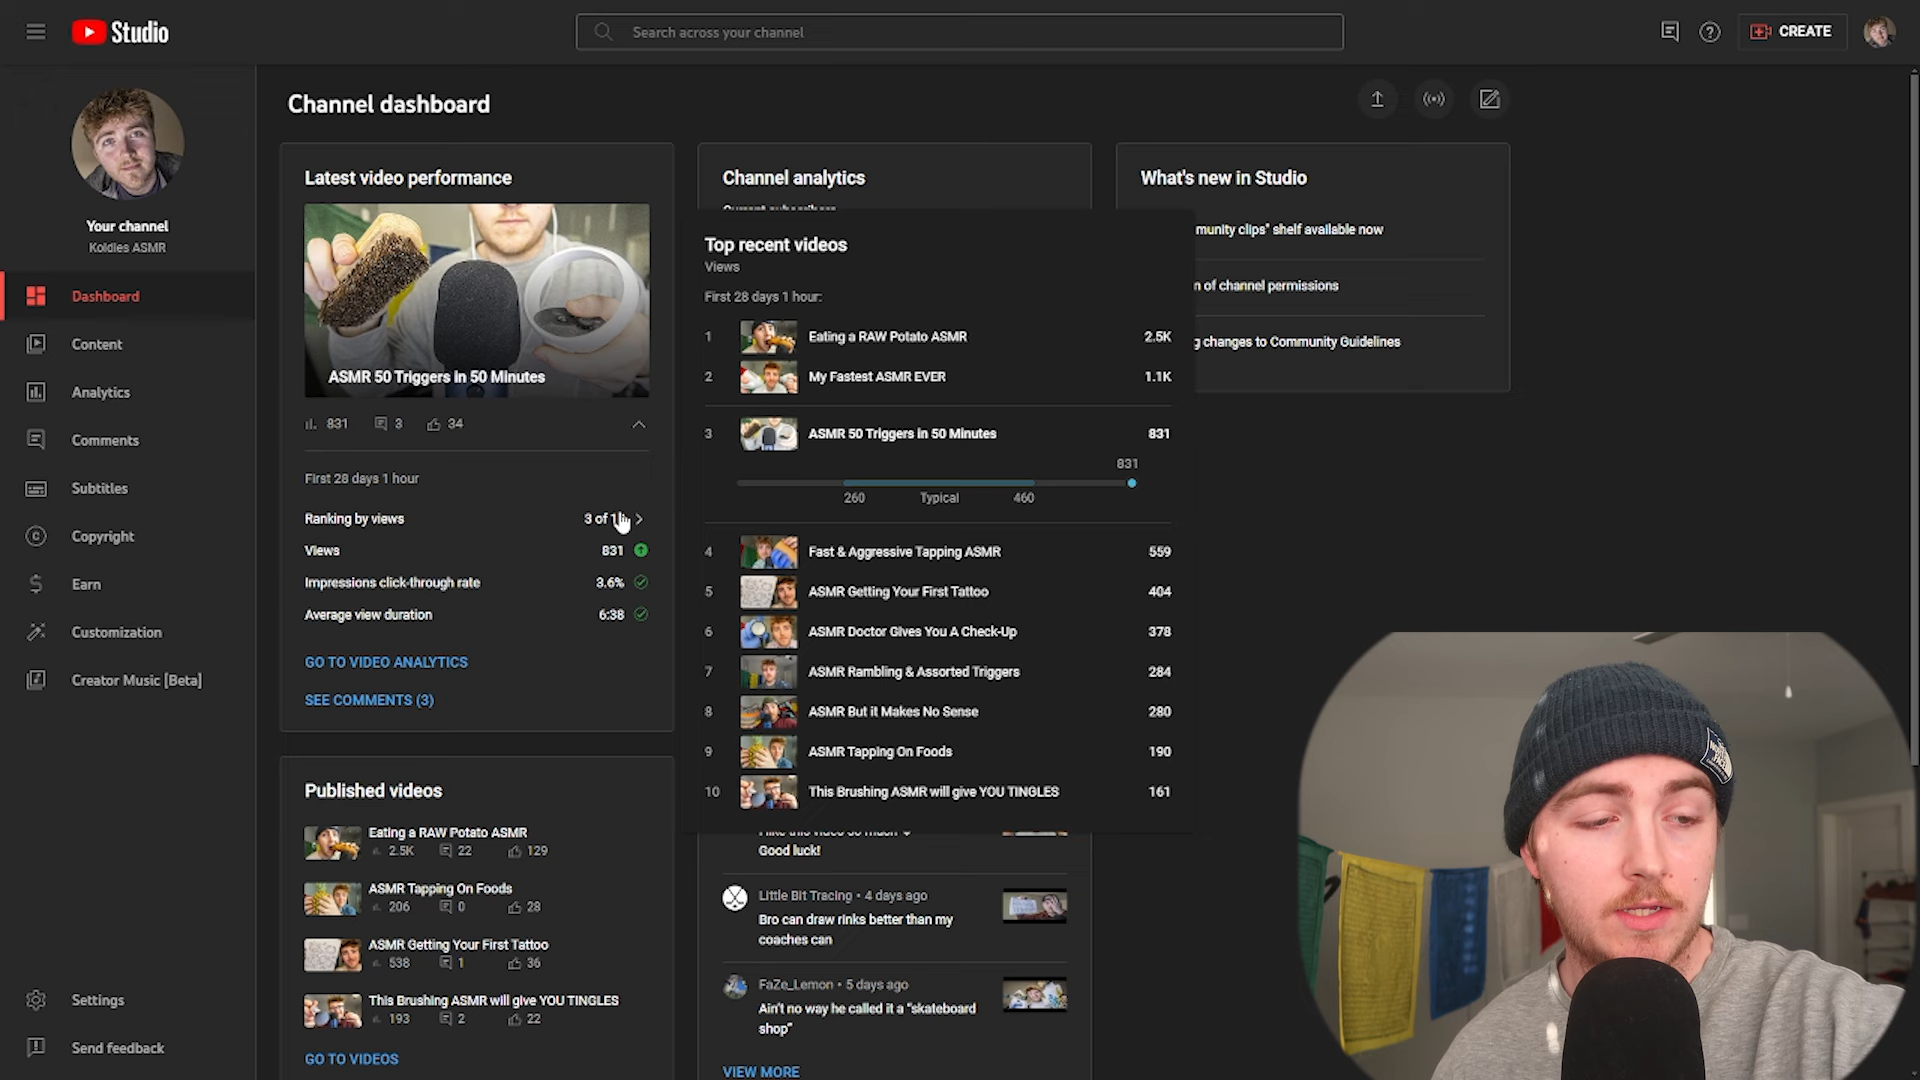 Studio
Search across your channel
CREATE
Your channel
Koldies ASMR
Dashboard
Content
Analytics
Comments
Subtitles
Copyright
Earn
Customization
Creator Music [Beta]
Settings
Send feedback
Channel dashboard
Latest video performance
ASMR 50 Triggers in 50 Minutes
831 3 34
First 28 days 1 hour
Ranking by views 3 of
Views 831
Impressions click-through rate 3.6%
Average view duration 6:38
GO TO VIDEO ANALYTICS
SEE COMMENTS (3)
Published videos
Eating a RAW Potato ASMR
2.5K 22 129
ASMR Tapping On Foods
206 0 28
ASMR Getting Your First Tattoo
538 1 36
This Brushing ASMR will give YOU TINGLES
193 2 22
GO TO VIDEOS
Channel analytics
Top recent videos
Views
First 28 days 1 hour:
1 Eating a RAW Potato ASMR 2.5K
2 My Fastest ASMR EVER 1.1K
3 ASMR 50 Triggers in 50 Minutes 831
831
260 Typical 460
4 Fast & Aggressive Tapping ASMR 559
5 ASMR Getting Your First Tattoo 404
6 ASMR Doctor Gives You A Check-Up 378
7 ASMR Rambling & Assorted Triggers 284
8 ASMR But it Makes No Sense 280
9 ASMR Tapping On Foods 190
10 This Brushing ASMR will give YOU TINGLES 161
Good luck!
Little Bit Tracing • 4 days ago
Bro can draw rinks better than my
coaches can
FaZe_Lemon • 5 days ago
Ain't no way he called it a "skateboard
shop"
VIEW MORE
What's new in Studio
munity clips" shelf available now
n of channel permissions
g changes to Community Guidelines